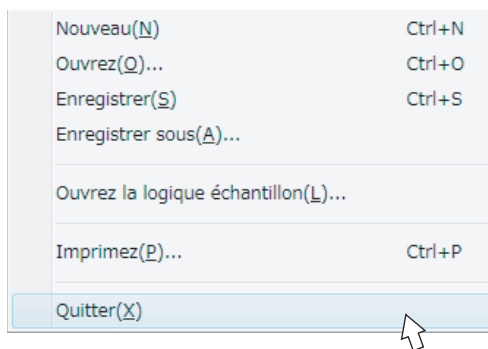 Nouveau(N) Ctrl+N
Ouvrez(O)... Ctrl+O
Enregistrer(S) Ctrl+S
Enregistrer sous(A)...
Ouvrez la logique échantillon(L)...
Imprimez(P)... Ctrl+P
Quitter(X)